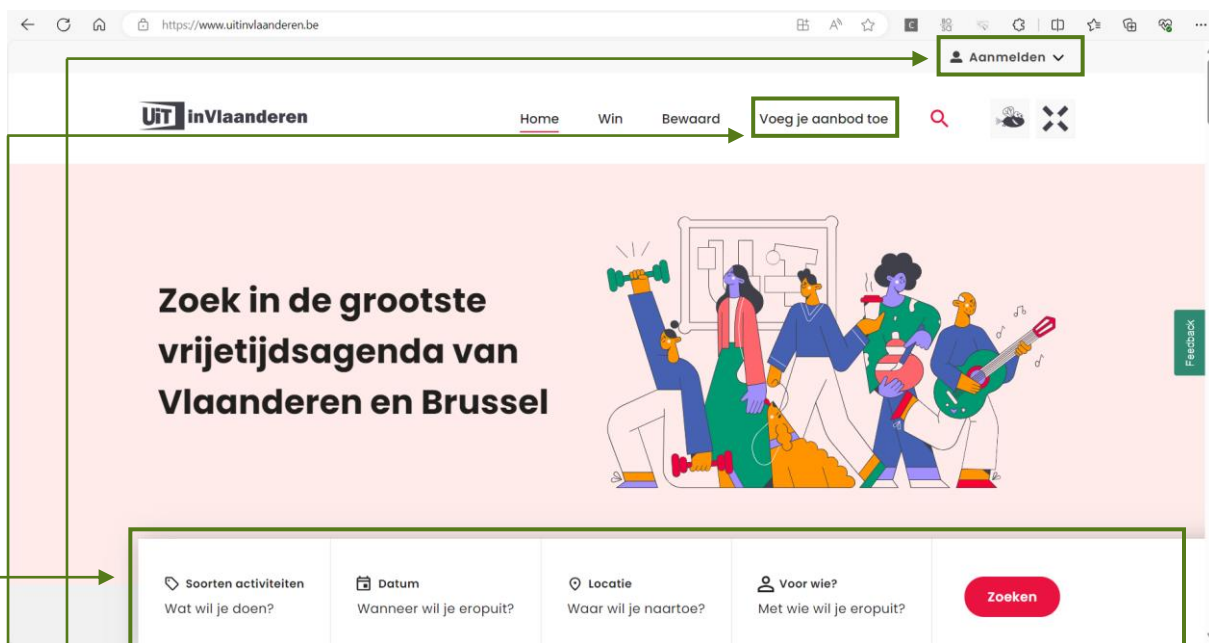 https://www.uitinvlaanderen.be
Aanmelden
UiT inVlaanderen
Home Win Bewaard Voeg je aanbod toe
Zoek in de grootste
vrijetijdsagenda van
Vlaanderen en Brussel
Feedback
Soorten activiteiten Datum Locatie Voor wie?
Wat wil je doen? Wanneer wil je eropuit? Waar wil je naartoe? Met wie wil je eropuit?
Zoeken